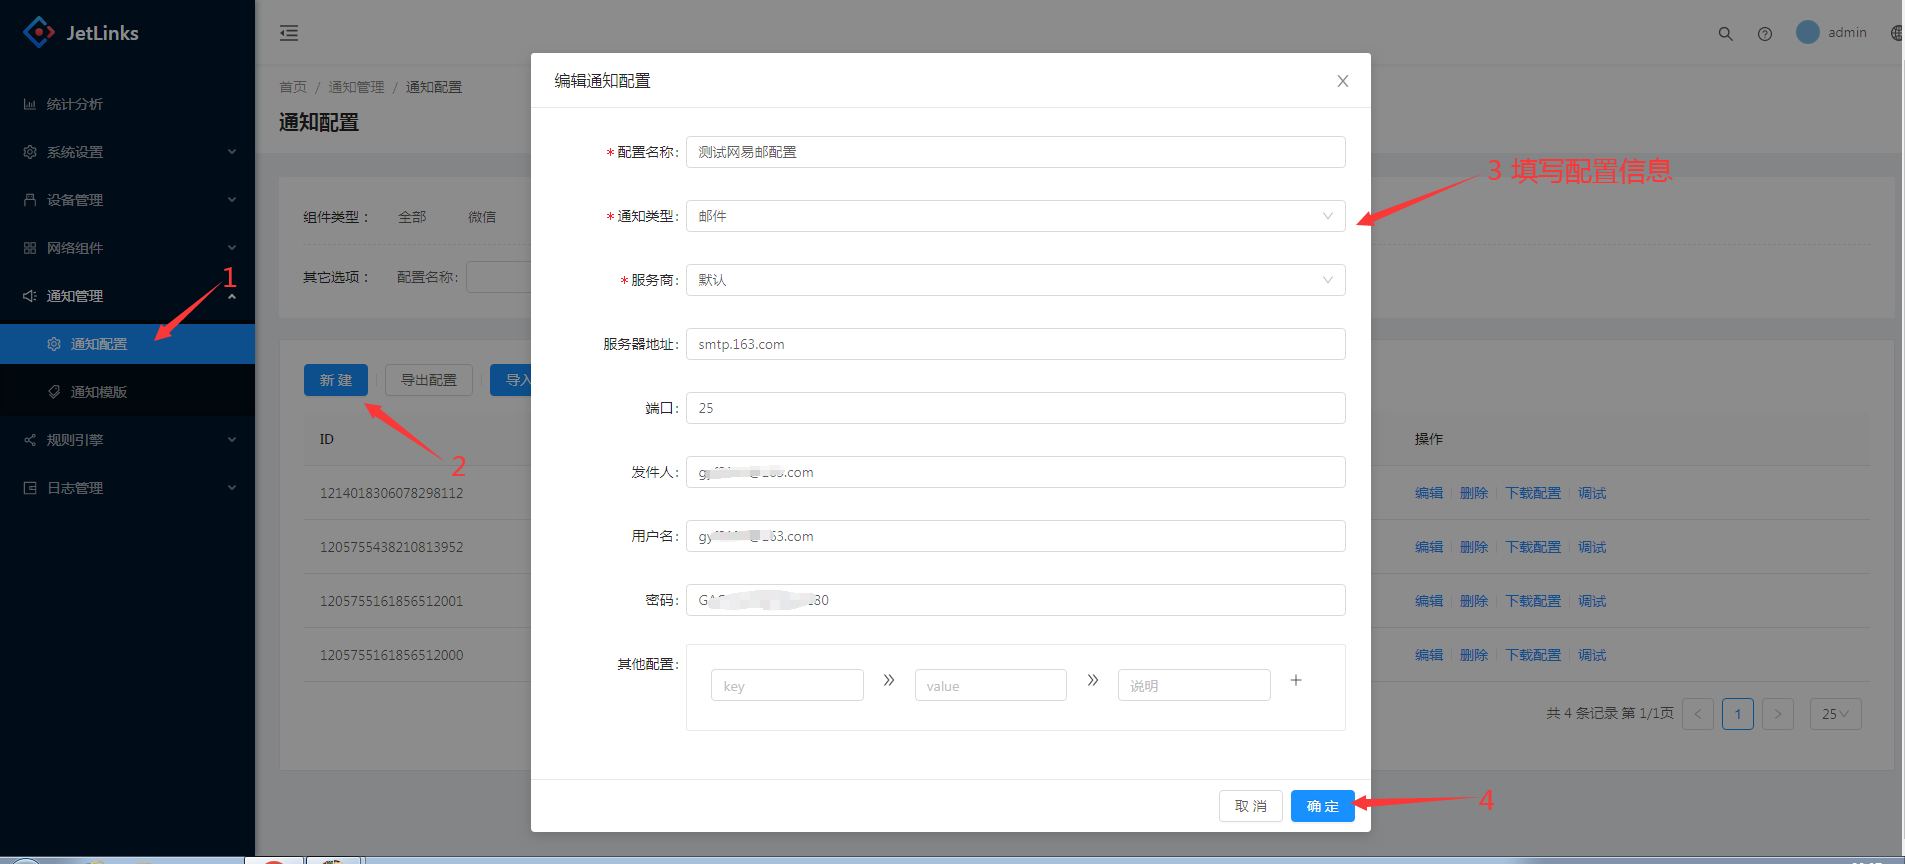 JetLinks
统计分析
系统设置
设备管理
网络组件
通知管理
通知配置
通知模版
规则引擎
日志管理
1
admin
首页 / 通知管理 / 通知配置
通知配置
组件类型： 全部 微信
其它选项： 配置名称:
新 建 导出配置 导入
2
ID 操作
1214018306078298112 编辑 删除 下载配置 调试
1205755438210813952 编辑 删除 下载配置 调试
1205755161856512001 编辑 删除 下载配置 调试
1205755161856512000 编辑 删除 下载配置 调试
共 4 条记录 第 1/1页 < 1 > 25
编辑通知配置
* 配置名称: 测试网易邮配置
* 通知类型: 邮件
3 填写配置信息
* 服务商: 默认
服务器地址: smtp.163.com
端口: 25
发件人: .com
用户名: 63.com
密码: 80
其他配置: key value 说明
取 消 确 定
4